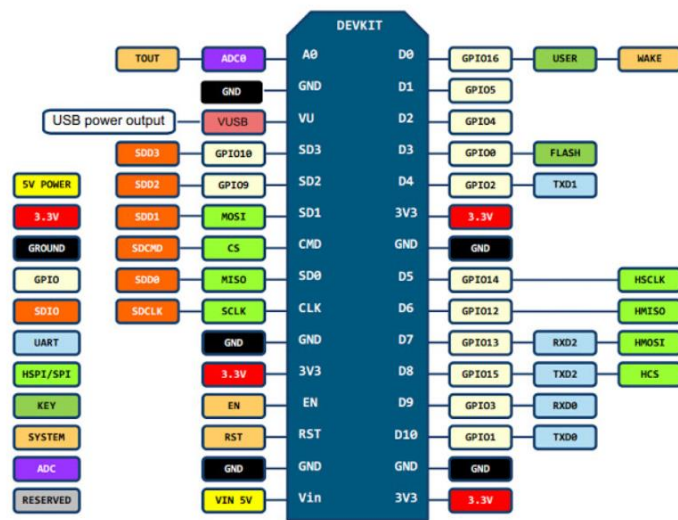 DEVKIT
TOUT ADC0 A0 D0 GPIO16 USER WAKE
GND GND D1 GPIO5
USB power output VUSB VU D2 GPIO4
SDD3 GPIO10 SD3 D3 GPIO0 FLASH
5V POWER SDD2 GPIO9 SD2 D4 GPIO2 TXD1
3.3V SDD1 MOSI SD1 3V3 3.3V
GROUND SDCMD CS CMD GND GND
GPIO SDD0 MISO SD0 D5 GPIO14 HSCLK
SDIO SDCLK SCLK CLK D6 GPIO12 HMISO
UART GND GND D7 GPIO13 RXD2 HMOSI
HSPI/SPI 3.3V 3V3 D8 GPIO15 TXD2 HCS
KEY EN EN D9 GPIO3 RXD0
SYSTEM RST RST D10 GPIO1 TXD0
ADC GND GND GND GND
RESERVED VIN 5V Vin 3V3 3.3V